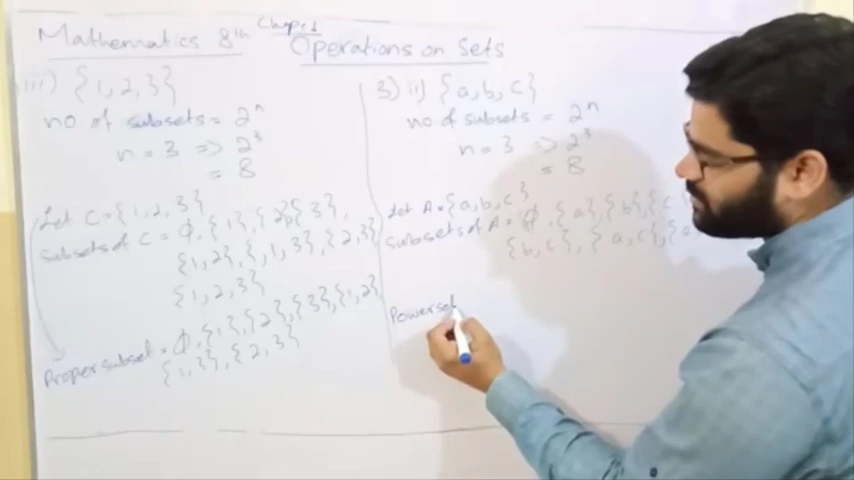 Mathematics 8th Chap#1
Operations on Sets
iii) {1,2,3}
no of subsets = 2ⁿ
n = 3 => 2³
= 8
Let C = {1, 2, 3}
subsets of C = Φ, {1}, {2}, {3},
{1,2}, {1,3}, {2,3}
{1, 2, 3}
Proper subset = Φ, {1}, {2}, {3}, {1,2}
{1,3}, {2,3}
3) ii) {a, b, c}
no of subsets = 2ⁿ
n = 3 => 2³
= 8
Let A = {a, b, c}
subsets of A = Φ, {a}, {b}, {c
{b, c}, {a, c}, {a
Powerset